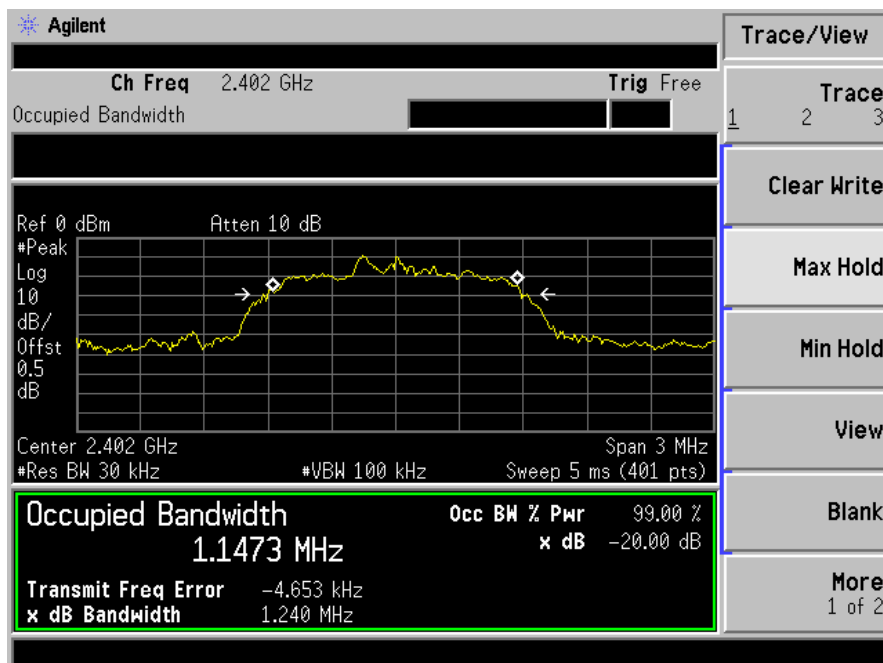 Agilent
Trace/View
Ch Freq 2.402 GHz Trig Free
Occupied Bandwidth
Trace
1 2 3
Clear Write
Max Hold
Min Hold
View
Blank
More
1 of 2
Ref 0 dBm Atten 10 dB
#Peak
Log
10
dB/
Offst
0.5
dB
Center 2.402 GHz Span 3 MHz
#Res BW 30 kHz #VBW 100 kHz Sweep 5 ms (401 pts)
Occupied Bandwidth
1.1473 MHz
Occ BW % Pwr 99.00 %
x dB -20.00 dB
Transmit Freq Error -4.653 kHz
x dB Bandwidth 1.240 MHz